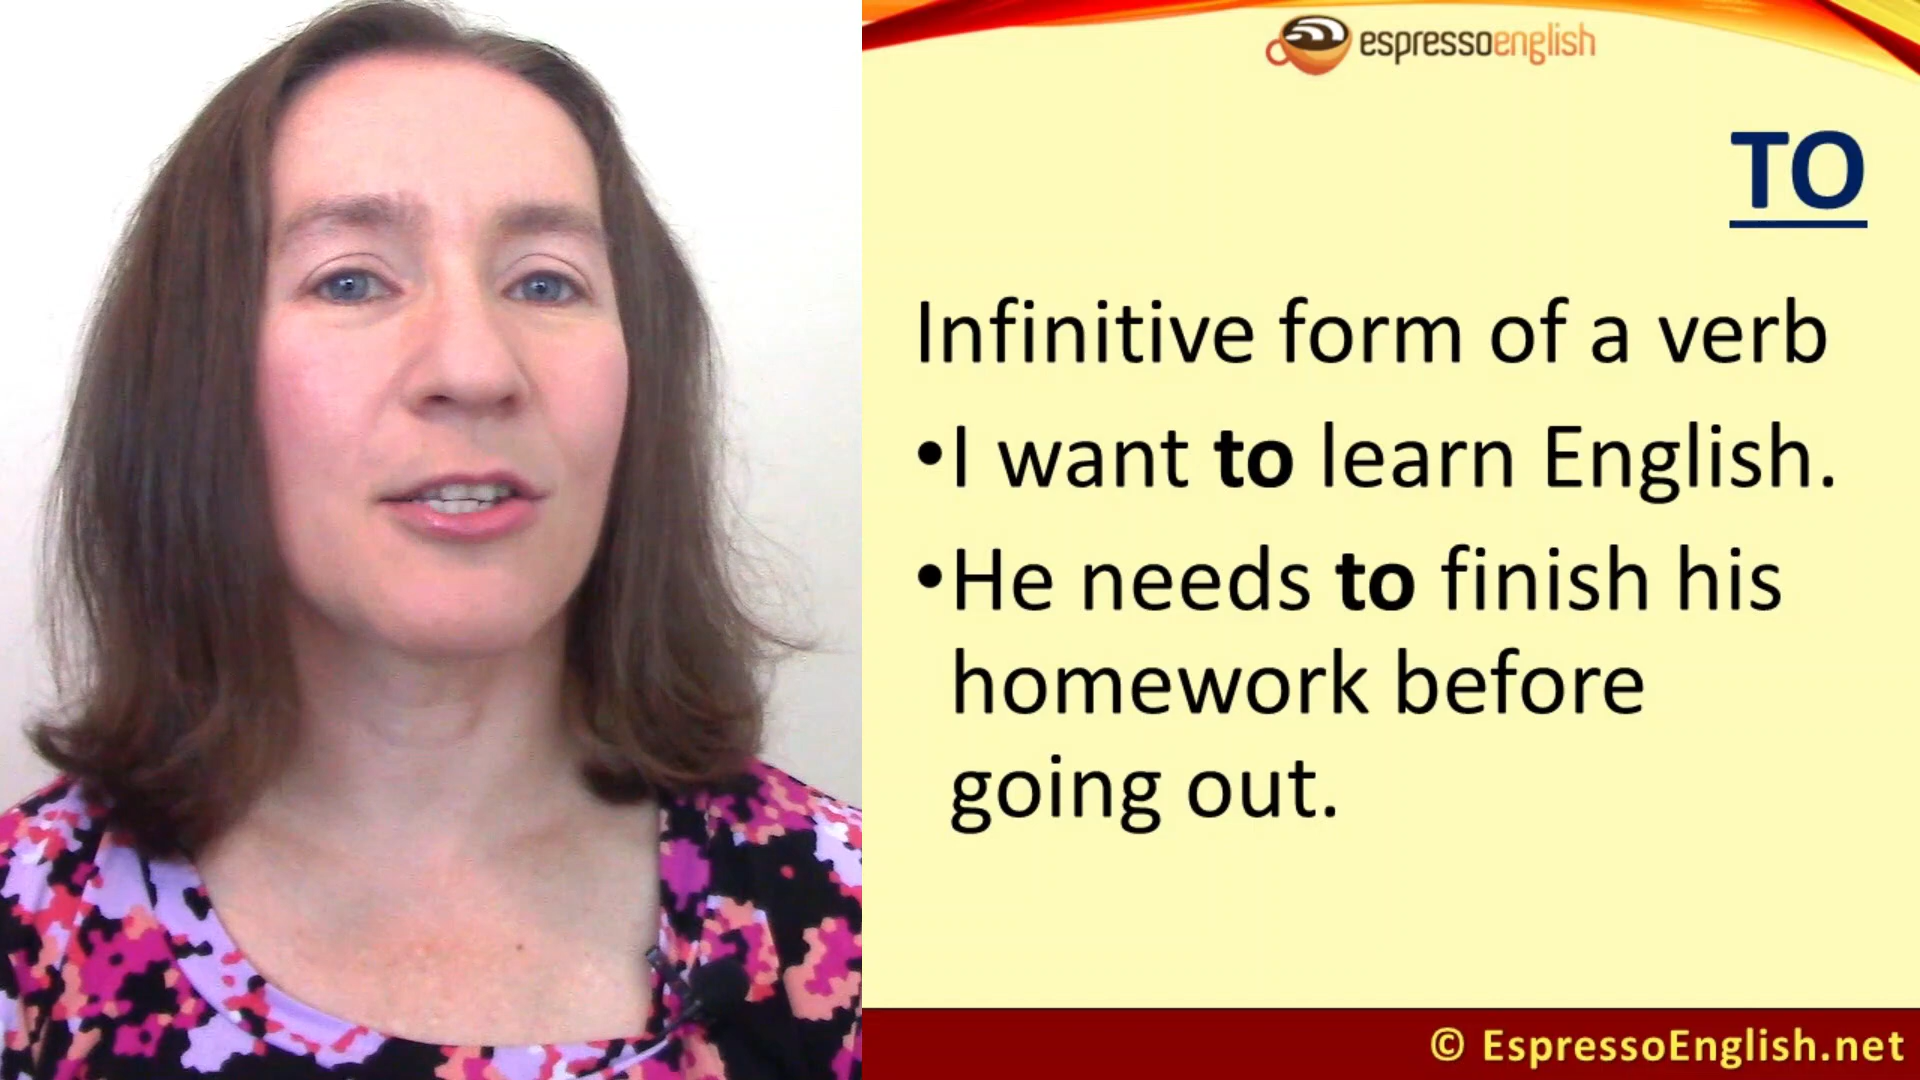 espressoenglish
TO
Infinitive form of a verb
•I want to learn English.
•He needs to finish his
homework before
going out.
© EspressoEnglish.net